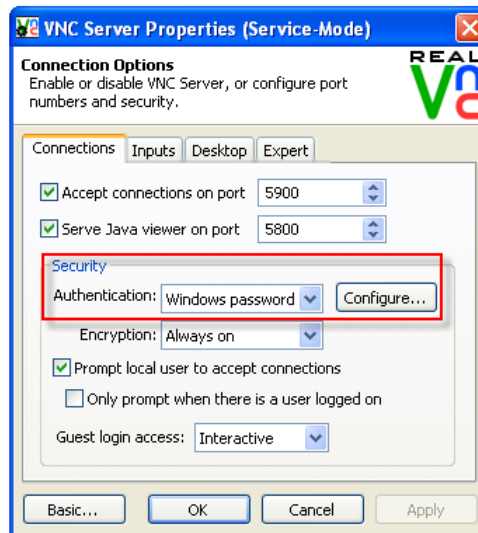 VNC Server Properties (Service-Mode)
Connection Options
Enable or disable VNC Server, or configure port
numbers and security.
REAL
VNC
Connections Inputs Desktop Expert
Accept connections on port 5900
Serve Java viewer on port 5800
Security
Authentication: Windows password Configure...
Encryption: Always on
Prompt local user to accept connections
Only prompt when there is a user logged on
Guest login access: Interactive
Basic... OK Cancel Apply